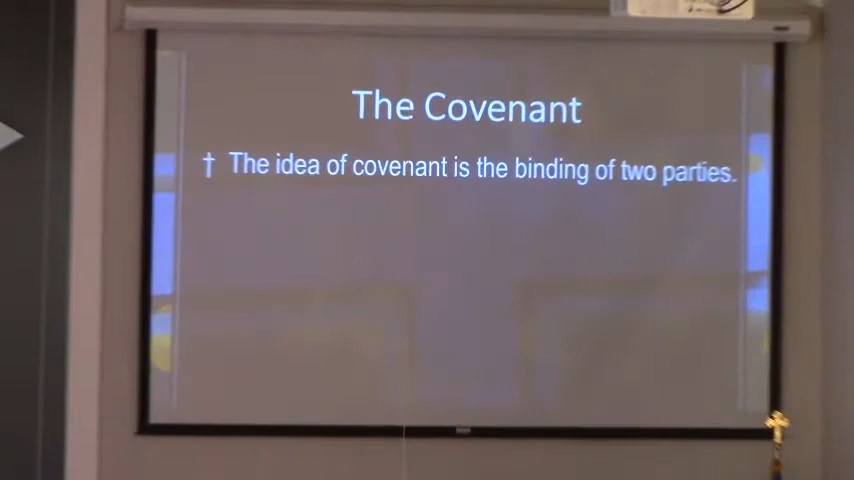 The Covenant
† The idea of covenant is the binding of two parties.